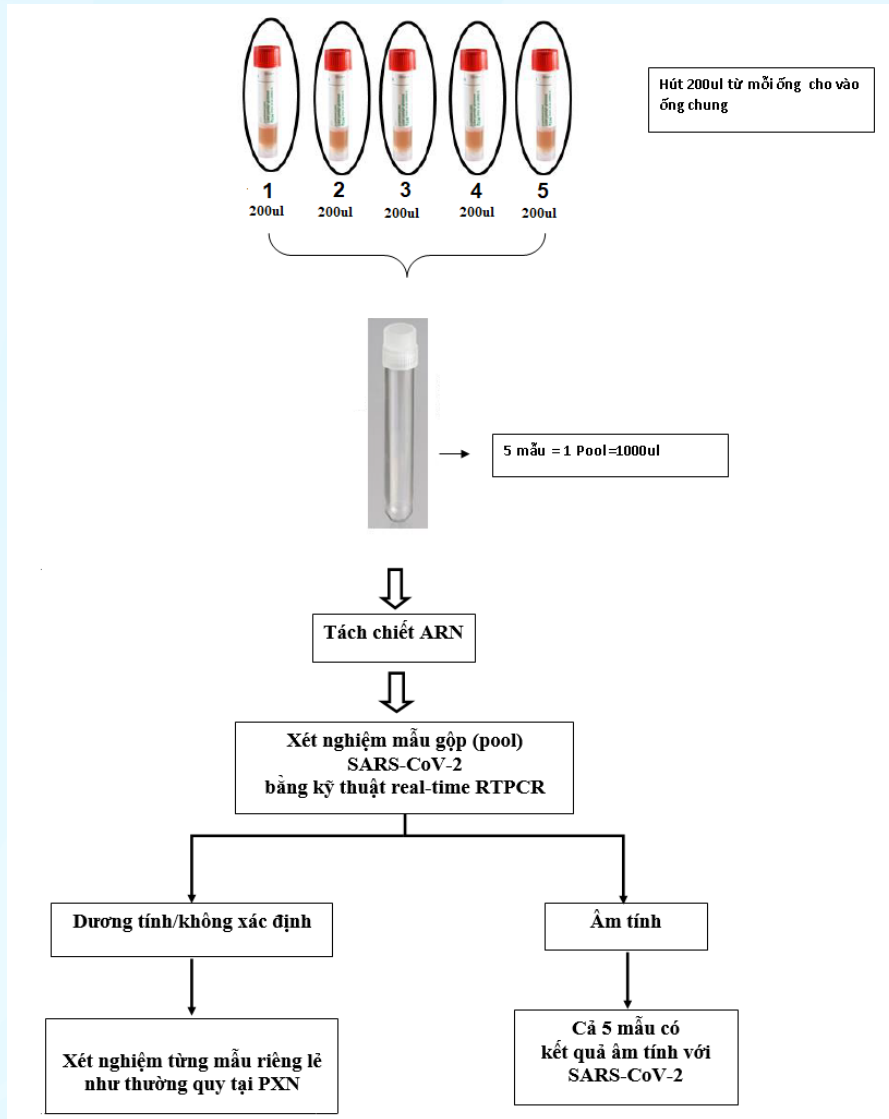 Hút 200ul từ mỗi ống cho vào
ống chung
1 2 3 4 5
200ul 200ul 200ul 200ul 200ul
5 mẫu = 1 Pool=1000ul
Tách chiết ARN
Xét nghiệm mẫu gộp (pool)
SARS-CoV-2
bằng kỹ thuật real-time RTPCR
Dương tính/không xác định
Âm tính
Xét nghiệm từng mẫu riêng lẻ
như thường quy tại PXN
Cả 5 mẫu có
kết quả âm tính với
SARS-CoV-2